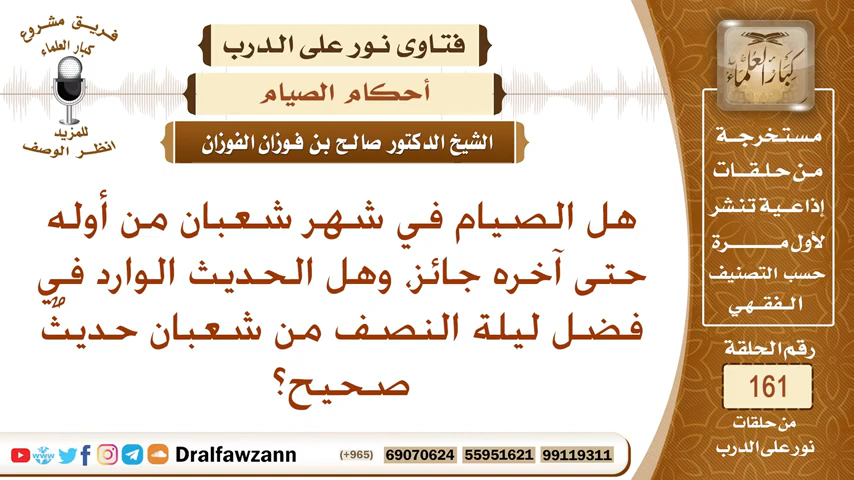 فريق مشروع
كبار العلماء
للمزيد
انظر الوصف
فتاوى نور على الدرب
أحكام الصيام
الشيخ الدكتور صالح بن فوزان الفوزان
هل الصيام في شهر شعبان من أوله
حتى آخره جائز، وهل الحديث الوارد في
فضل ليلة النصف من شعبان حديثٌ
صحيح؟
كبار العلماء
مستخرجة
من حلقات
إذاعية تنشر
لأول مرة
حسب التصنيف
الفقهي
رقم الحلقة
161
من حلقات
نور على الدرب
Dralfawzann (+965) 69070624 55951621 99119311